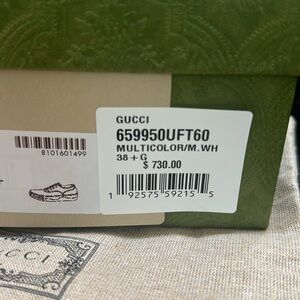 GUCCI
659950UFT60
MULTICOLOR/M.WH
38 + G
$ 730.00
1 92575 59215 5
8101601499
GUCCI